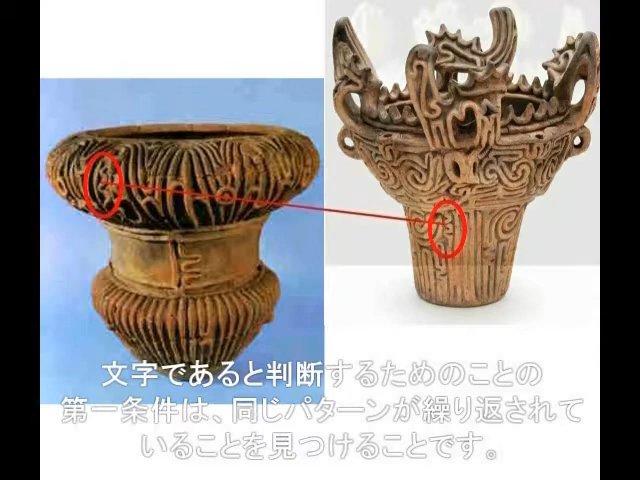 文字であると判断するためのことの
第一条件は、同じパターンが繰り返されて
いることを見つけることです。